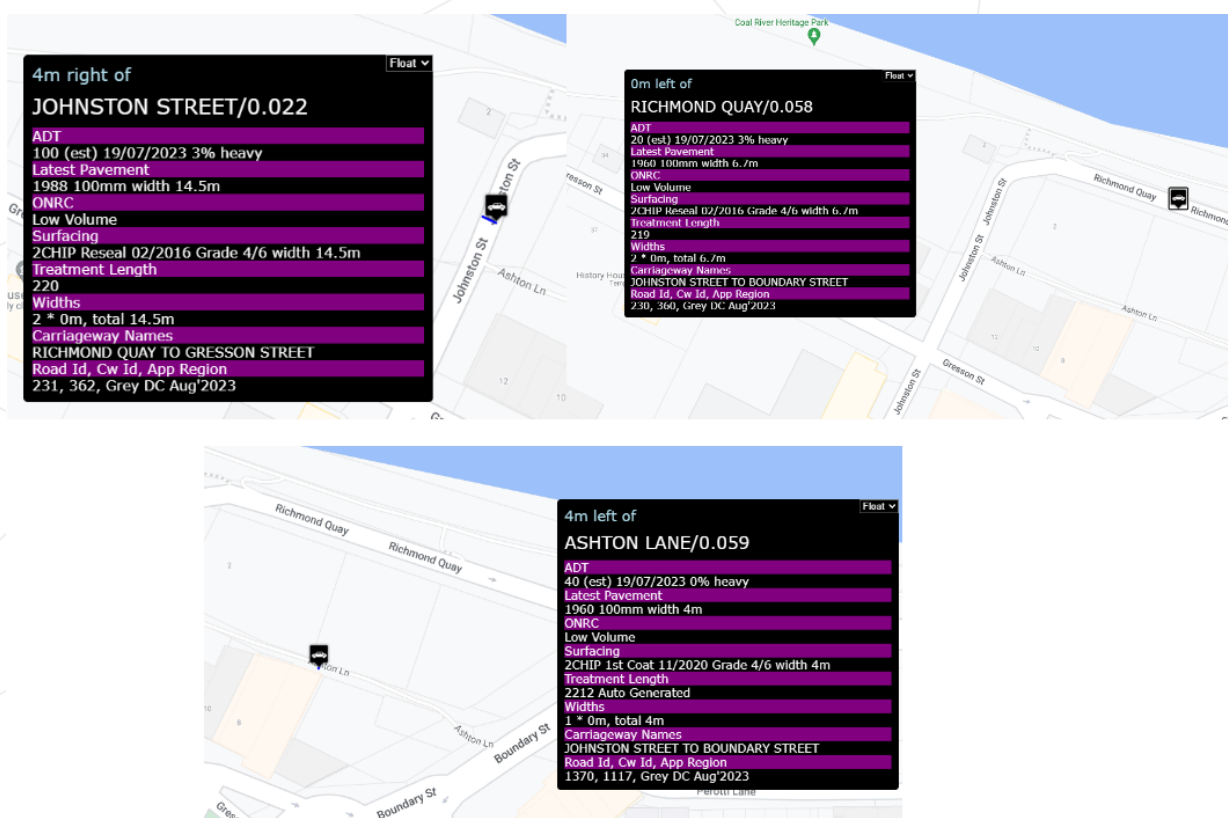 Coal River Heritage Park
Float
4m right of
JOHNSTON STREET/0.022
ADT
100 (est) 19/07/2023 3% heavy
Latest Pavement
1988 100mm width 14.5m
ONRC
Low Volume
Surfacing
2CHIP Reseal 02/2016 Grade 4/6 width 14.5m
Treatment Length
220
Widths
2 * 0m, total 14.5m
Carriageway Names
RICHMOND QUAY TO GRESSON STREET
Road Id, Cw Id, App Region
231, 362, Grey DC Aug'2023
2
Johnston St
Ashton Ln
12
10
Float
0m left of
RICHMOND QUAY/0.058
ADT
20 (est) 19/07/2023 3% heavy
Latest Pavement
1960 100mm width 6.7m
ONRC
Low Volume
Surfacing
2CHIP Reseal 02/2016 Grade 4/6 width 6.7m
Treatment Length
219
Widths
2 * 0m, total 6.7m
Carriageway Names
JOHNSTON STREET TO BOUNDARY STREET
Road Id, Cw Id, App Region
230, 360, Grey DC Aug'2023
Richmond Quay
Richmond
Johnston St
Johnston St
Ashton Ln
Ashton Ln
Gresson St
Johnston St
Float
4m left of
ASHTON LANE/0.059
ADT
40 (est) 19/07/2023 0% heavy
Latest Pavement
1960 100mm width 4m
ONRC
Low Volume
Surfacing
2CHIP 1st Coat 11/2020 Grade 4/6 width 4m
Treatment Length
2212 Auto Generated
Widths
1 * 0m, total 4m
Carriageway Names
JOHNSTON STREET TO BOUNDARY STREET
Road Id, Cw Id, App Region
1370, 1117, Grey DC Aug'2023
Richmond Quay
Richmond Quay
Ashton Ln
Boundary St
Boundary St
Perotti Lane